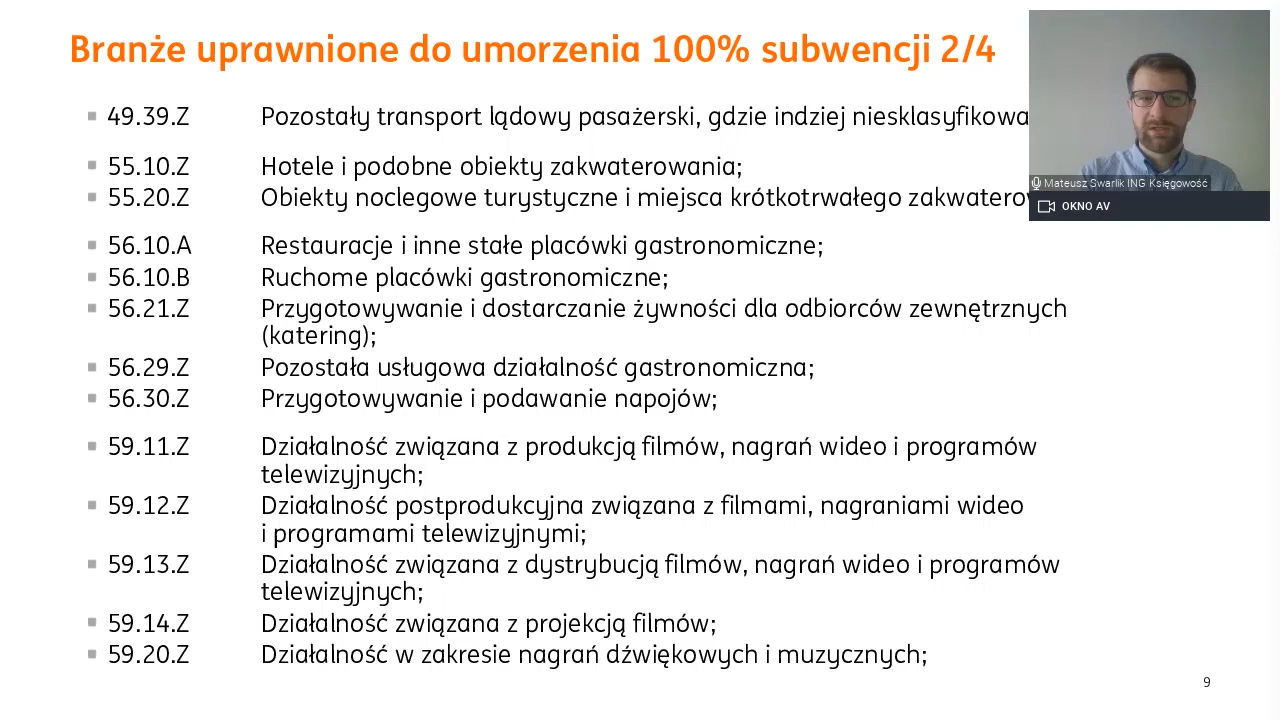 Branże uprawnione do umorzenia 100% subwencji 2/4
49.39.Z Pozostały transport lądowy pasażerski, gdzie indziej
55.10.Z Hotele i podobne obiekty zakwaterowania;
55.20.Z Obiekty noclegowe turystyczne i miejsca krótkotrwałego
56.10.A Restauracje i inne stałe placówki gastronomiczne;
56.10.B Ruchome placówki gastronomiczne;
56.21.Z Przygotowywanie i dostarczanie żywności dla odbiorców zewnętrznych
(katering);
56.29.Z Pozostała usługowa działalność gastronomiczna;
56.30.Z Przygotowywanie i podawanie napojów;
59.11.Z Działalność związana z produkcją filmów, nagrań wideo i programów
telewizyjnych;
59.12.Z Działalność postprodukcyjna związana z filmami, nagraniami wideo
i programami telewizyjnymi;
59.13.Z Działalność związana z dystrybucją filmów, nagrań wideo i programów
telewizyjnych;
59.14.Z Działalność związana z projekcją filmów;
59.20.Z Działalność w zakresie nagrań dźwiękowych i muzycznych;
Mateusz Swarlik ING Księgowość
OKNO AV
9